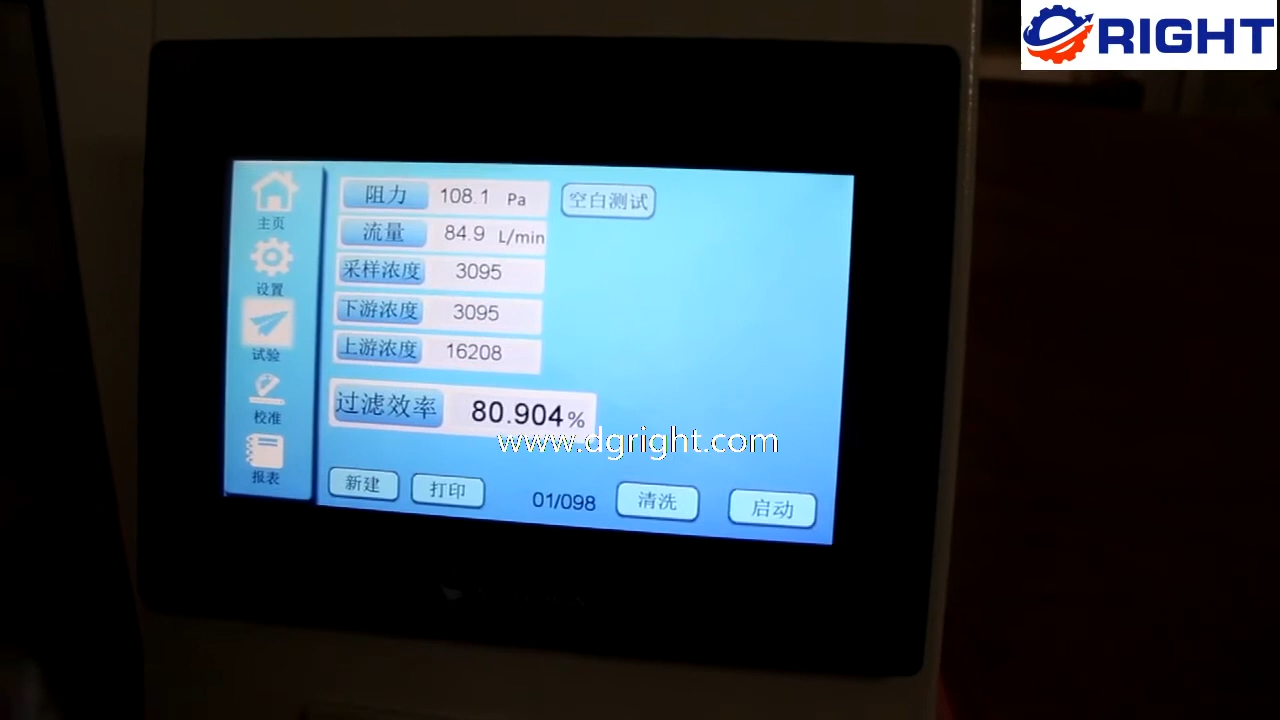 RIGHT
主页
设置
试验
校准
报表
阻力 108.1 Pa 空白测试
流量 84.9 L/min
采样浓度 3095
下游浓度 3095
上游浓度 16208
过滤效率 80.904%
www.dgright.com
新建 打印 01/098 清洗 启动